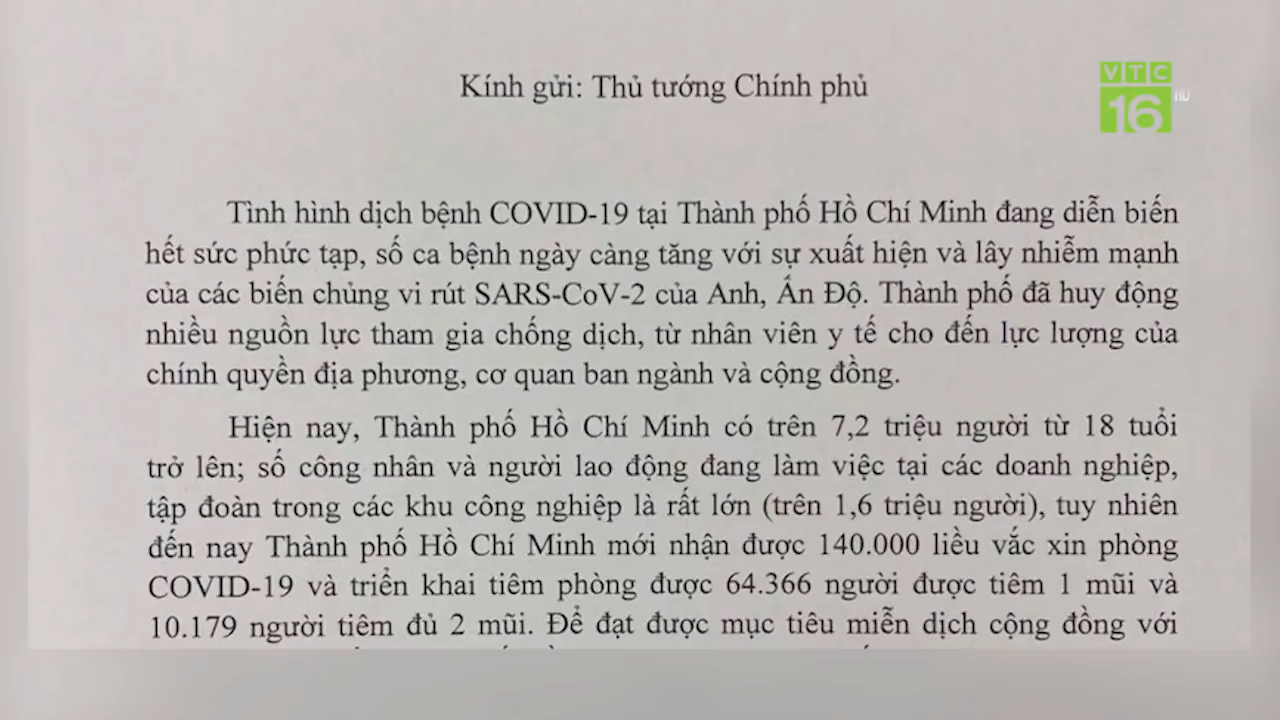 Kính gửi: Thủ tướng Chính phủ
VTC
16
HD
Tình hình dịch bệnh COVID-19 tại Thành phố Hồ Chí Minh đang diễn biến
hết sức phức tạp, số ca bệnh ngày càng tăng với sự xuất hiện và lây nhiễm mạnh
của các biến chủng vi rút SARS-CoV-2 của Anh, Ấn Độ. Thành phố đã huy động
nhiều nguồn lực tham gia chống dịch, từ nhân viên y tế cho đến lực lượng của
chính quyền địa phương, cơ quan ban ngành và cộng đồng.
Hiện nay, Thành phố Hồ Chí Minh có trên 7,2 triệu người từ 18 tuổi
trở lên; số công nhân và người lao động đang làm việc tại các doanh nghiệp,
tập đoàn trong các khu công nghiệp là rất lớn (trên 1,6 triệu người), tuy nhiên
đến nay Thành phố Hồ Chí Minh mới nhận được 140.000 liều vắc xin phòng
COVID-19 và triển khai tiêm phòng được 64.366 người được tiêm 1 mũi và
10.179 người tiêm đủ 2 mũi. Để đạt được mục tiêu miễn dịch cộng đồng với